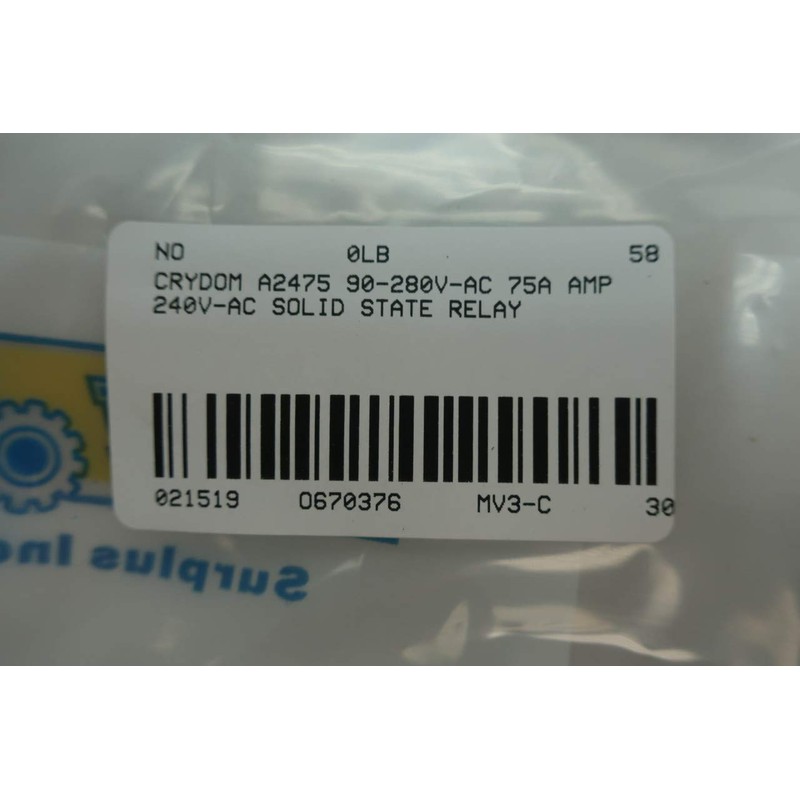 NO 0LB 58
CRYDOM A2475 90-280V-AC 75A AMP
240V-AC SOLID STATE RELAY
021519 O670376 MV3-C 30
Surplus Inc